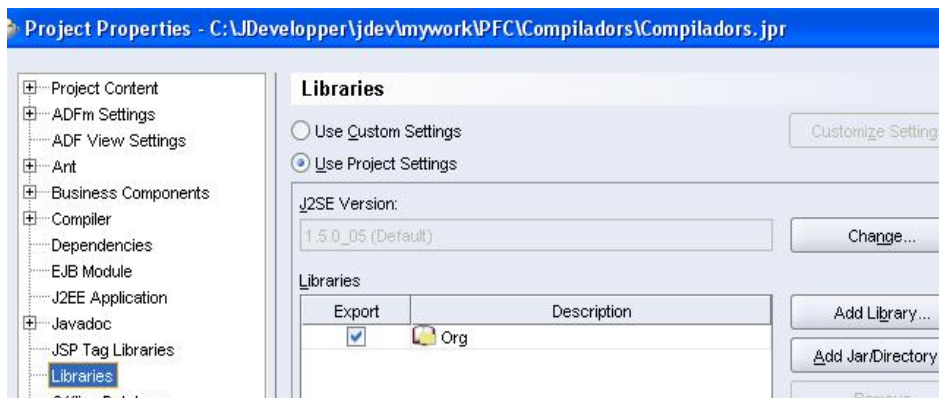 Project Properties - C:\JDevelopper\jdev\mywork\PFC\Compiladors\Compiladors.jpr
Project Content
ADFm Settings
ADF View Settings
Ant
Business Components
Compiler
Dependencies
EJB Module
J2EE Application
Javadoc
JSP Tag Libraries
Libraries
Libraries
Use Custom Settings
Customize Setting
Use Project Settings
J2SE Version:
1.5.0_05 (Default)
Change...
Libraries
Export
Description
Org
Add Library...
Add Jar/Directory